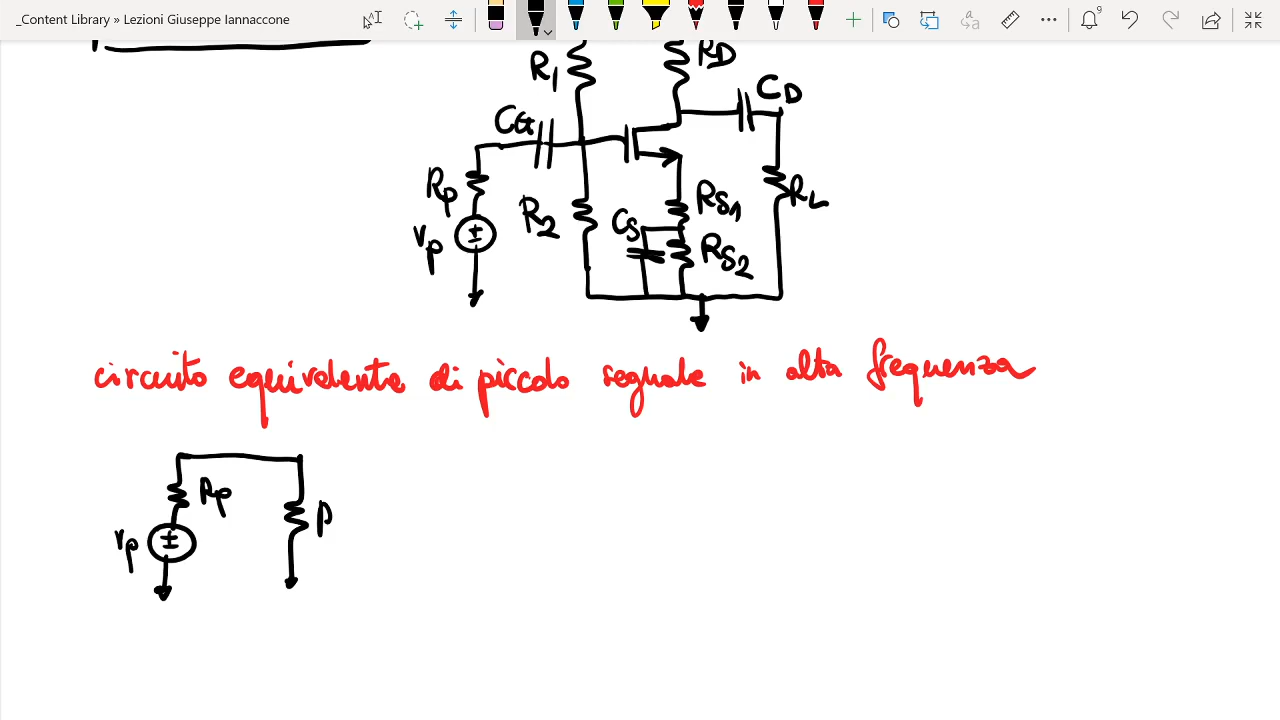 _Content Library » Lezioni Giuseppe Iannaccone
9
R1
RD
CD
CG
Rp
R2
CS
RS1
RL
vp
RS2
circuito equivalente di piccolo segnale in alta frequenza
Rp
vp